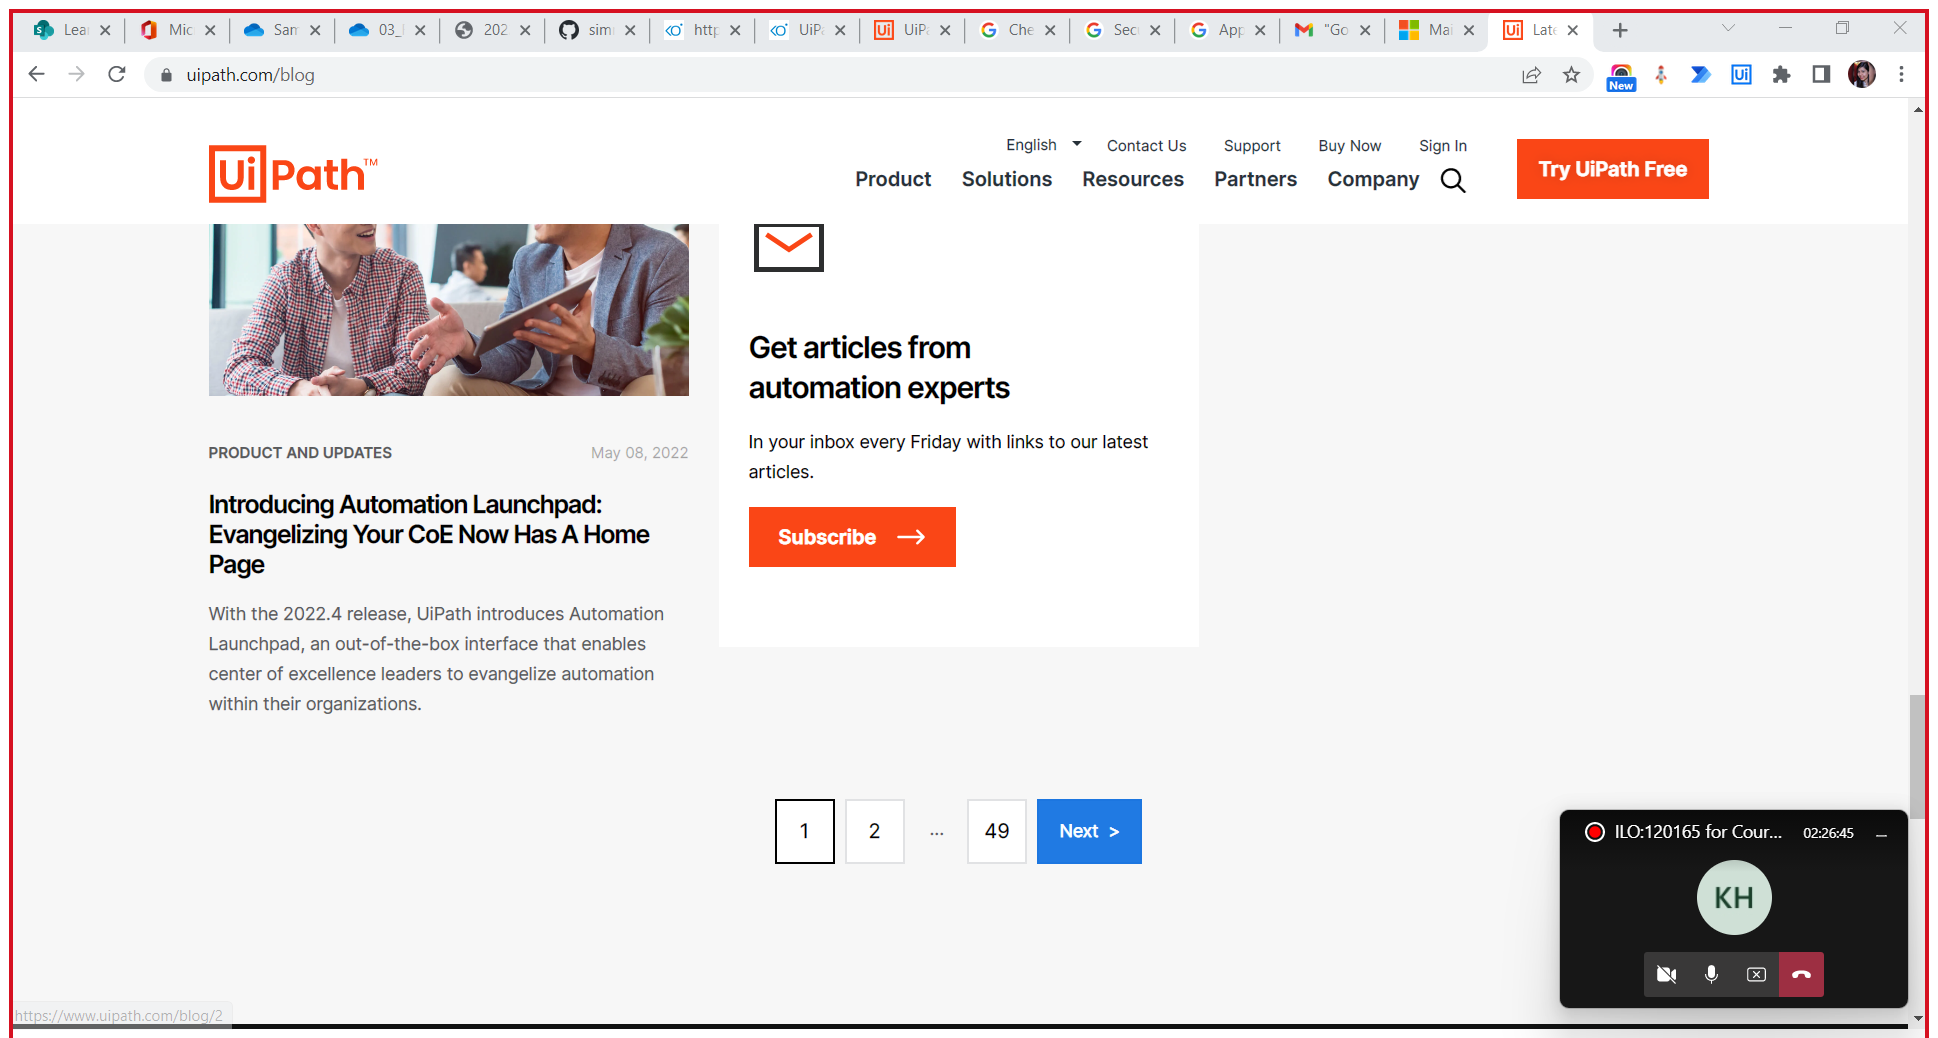 Lea
Mic
Sam
03_
202
sim
http
UiPa
UiPa
Che
Sec
App
"Go
Mai
Late
uipath.com/blog
New
Ui
English
Contact Us
Support
Buy Now
Sign In
UiPath™
Product
Solutions
Resources
Partners
Company
Try UiPath Free
Get articles from
automation experts
In your inbox every Friday with links to our latest
articles.
Subscribe
PRODUCT AND UPDATES
May 08, 2022
Introducing Automation Launchpad:
Evangelizing Your CoE Now Has A Home
Page
With the 2022.4 release, UiPath introduces Automation
Launchpad, an out-of-the-box interface that enables
center of excellence leaders to evangelize automation
within their organizations.
1
2
...
49
Next >
ILO:120165 for Cour...
02:26:45
KH
https://www.uipath.com/blog/2